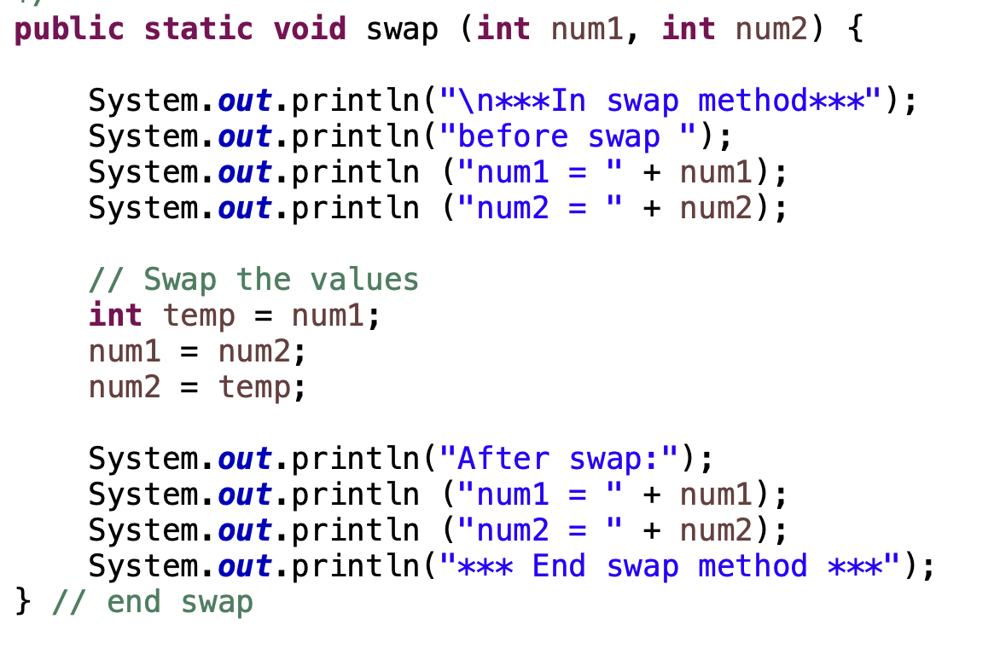 */
public static void swap (int num1, int num2) {
System.out.println("\n***In swap method***");
System.out.println("before swap ");
System.out.println ("num1 = " + num1);
System.out.println ("num2 = " + num2);
// Swap the values
int temp = num1;
num1 = num2;
num2 = temp;
System.out.println("After swap:");
System.out.println ("num1 = " + num1);
System.out.println ("num2 = " + num2);
System.out.println("*** End swap method ***");
} // end swap